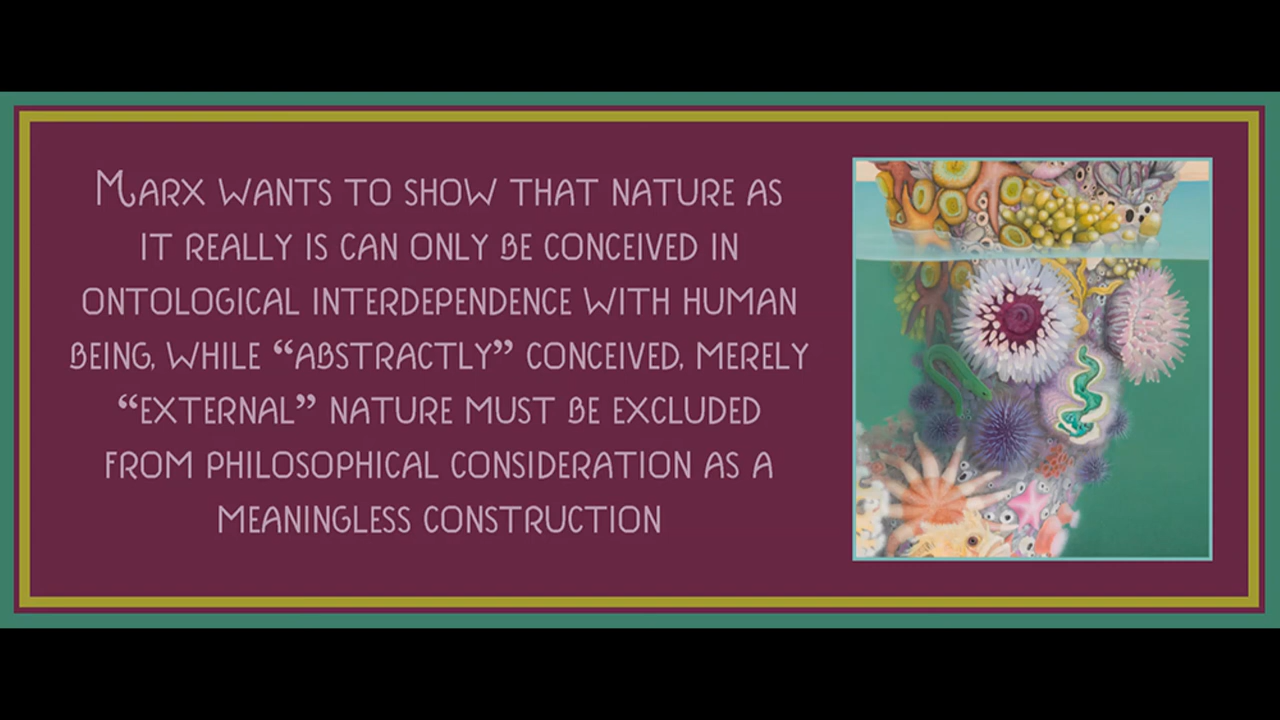 Marx wants to show that nature as
it really is can only be conceived in
ontological interdependence with human
being, while “abstractly” conceived, merely
“external” nature must be excluded
from philosophical consideration as a
meaningless construction